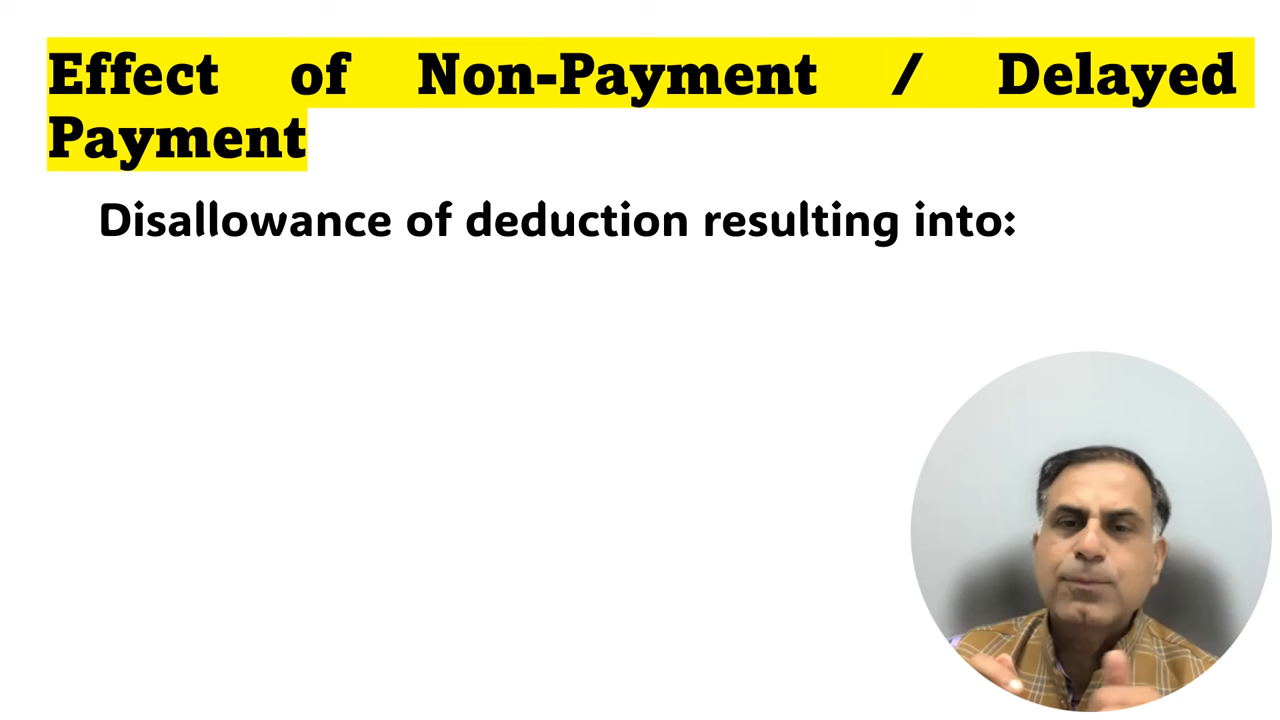 Effect of Non-Payment / Delayed
Payment
Disallowance of deduction resulting into: